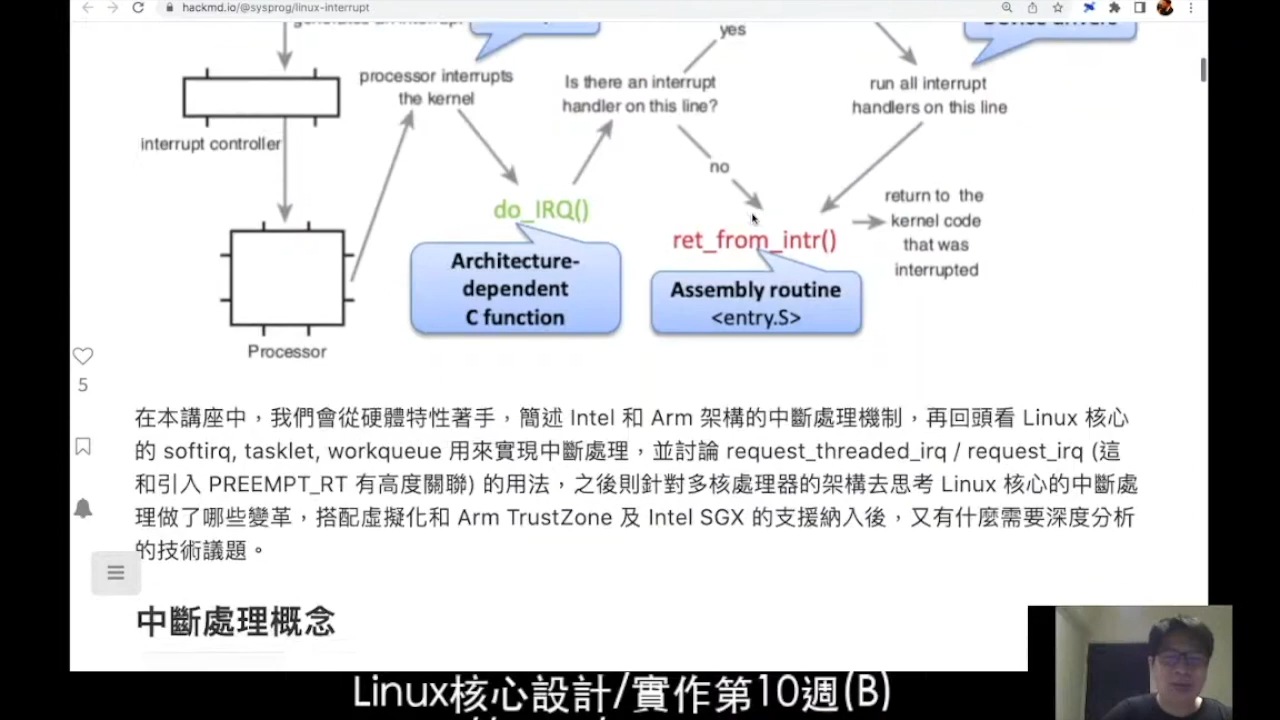 hackmd.io/@sysprog/linux-interrupt
yes
processor interrupts
the kernel
Is there an interrupt
handler on this line?
run all interrupt
handlers on this line
interrupt controller
no
do_IRQ()
return to the
kernel code
that was
interrupted
ret_from_intr()
Architecture-
dependent
C function
Assembly routine
<entry.S>
Processor
5
在本講座中，我們會從硬體特性著手，簡述 Intel 和 Arm 架構的中斷處理機制，再回頭看 Linux 核心
的 softirq, tasklet, workqueue 用來實現中斷處理，並討論 request_threaded_irq / request_irq (這
和引入 PREEMPT_RT 有高度關聯) 的用法，之後則針對多核處理器的架構去思考 Linux 核心的中斷處
理做了哪些變革，搭配虛擬化和 Arm TrustZone 及 Intel SGX 的支援納入後，又有什麼需要深度分析
的技術議題。
中斷處理概念
Linux核心設計/實作第10週(B)